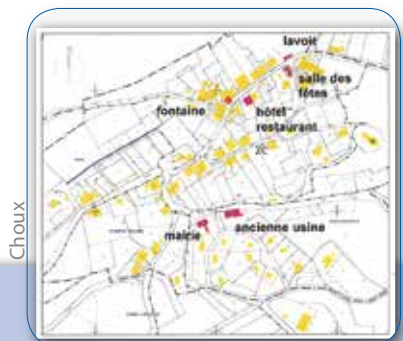 Choux
lavoir
salle des
fêtes
fontaine
hôtel
restaurant
mairie
ancienne usine